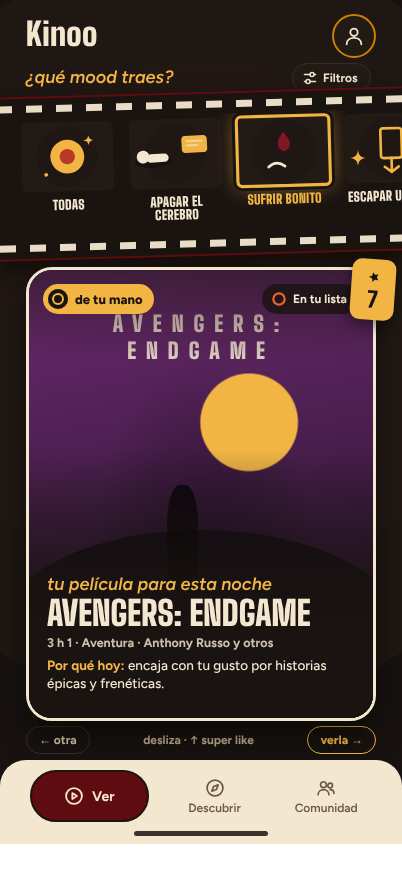 Kinoo
¿qué mood traes?
Filtros
TODAS
APAGAR EL
CEREBRO
SUFRIR BONITO
ESCAPAR U
de tu mano
En tu lista
7
AVENGERS:
ENDGAME
tu película para esta noche
AVENGERS: ENDGAME
3 h 1 · Aventura · Anthony Russo y otros
Por qué hoy: encaja con tu gusto por historias
épicas y frenéticas.
← otra
desliza · ↑ super like
verla →
Ver
Descubrir
Comunidad